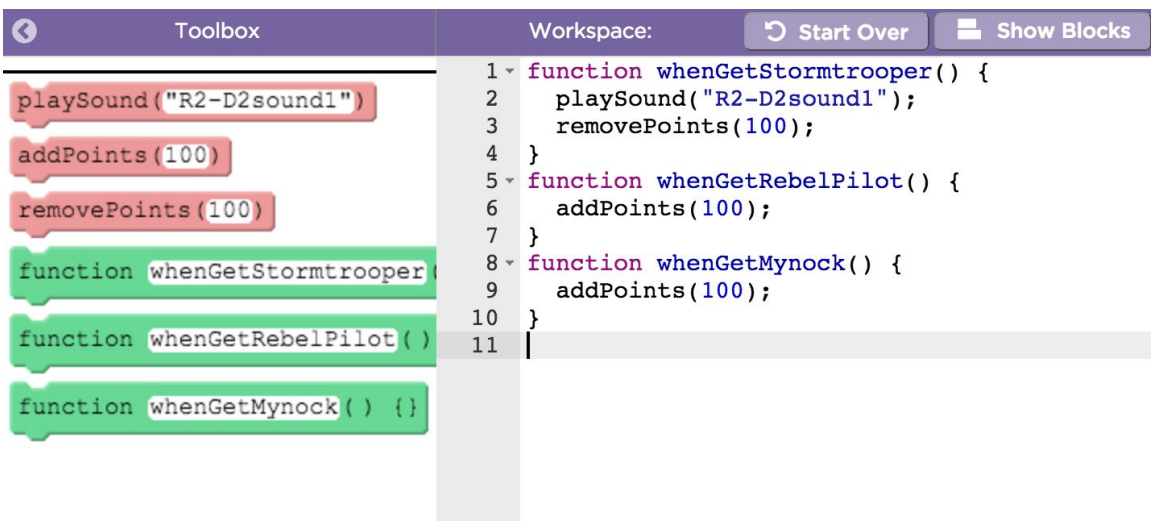 Toolbox
Workspace:
Start Over
Show Blocks
playSound("R2-D2sound1")
addPoints(100)
removePoints(100)
function whenGetStormtrooper(
function whenGetRebelPilot()
function whenGetMynock() {}
1 function whenGetStormtrooper() {
2 playSound("R2-D2sound1");
3 removePoints(100);
4 }
5 function whenGetRebelPilot() {
6 addPoints(100);
7 }
8 function whenGetMynock() {
9 addPoints(100);
10 }
11